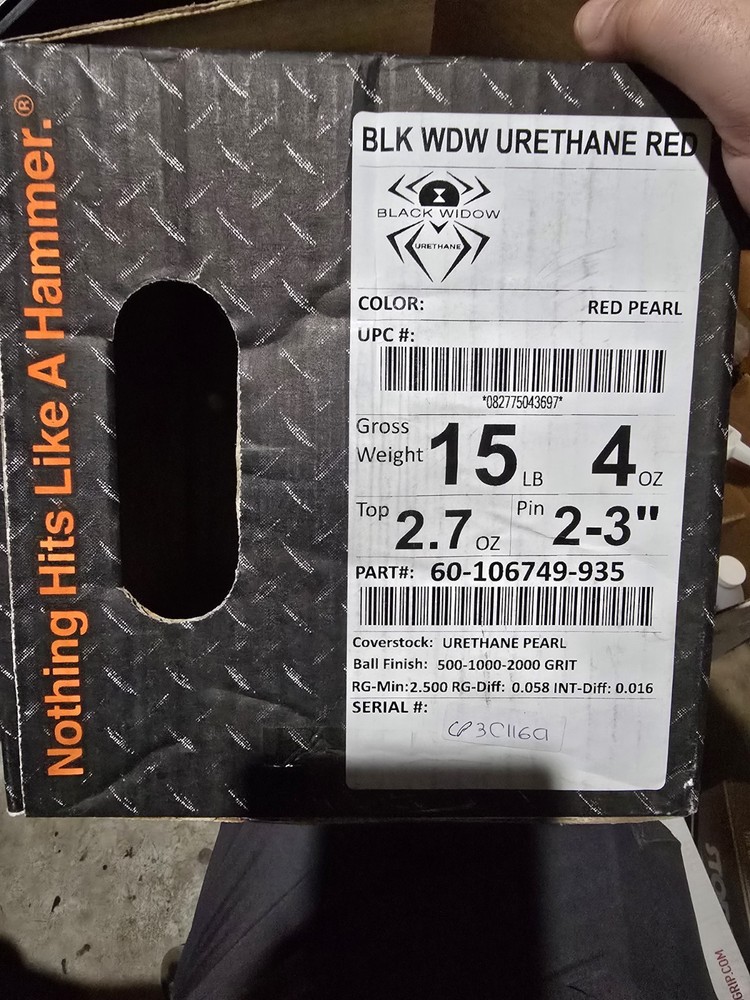 Nothing Hits Like A Hammer.®
BLK WDW URETHANE RED
BLACK WIDOW
URETHANE
COLOR: RED PEARL
UPC #:
*082775043697*
Gross Weight 15 LB 4 OZ
Top 2.7 OZ Pin 2-3"
PART#: 60-106749-935
Coverstock: URETHANE PEARL
Ball Finish: 500-1000-2000 GRIT
RG-Min:2.500 RG-Diff: 0.058 INT-Diff: 0.016
SERIAL #: